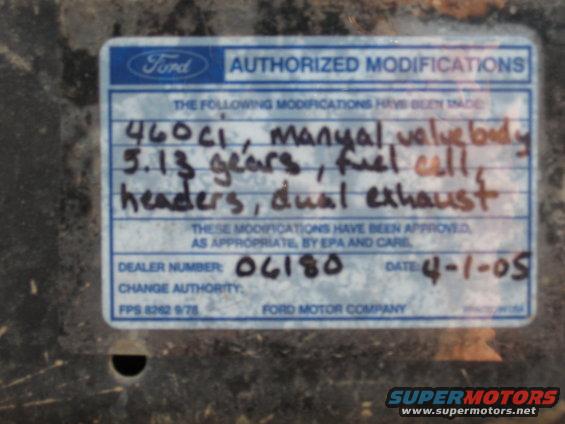 Ford AUTHORIZED MODIFICATIONS
THE FOLLOWING MODIFICATIONS HAVE BEEN MADE:
460ci, Manual valvebody
5.13 gears, fuel cell,
headers, dual exhaust
THESE MODIFICATIONS HAVE BEEN APPROVED,
AS APPROPRIATE, BY EPA AND CARB.
DEALER NUMBER: 06180 DATE: 4-1-05
CHANGE AUTHORITY:
FPS 8262 9/78 FORD MOTOR COMPANY
SUPERMOTORS
www.supermotors.net